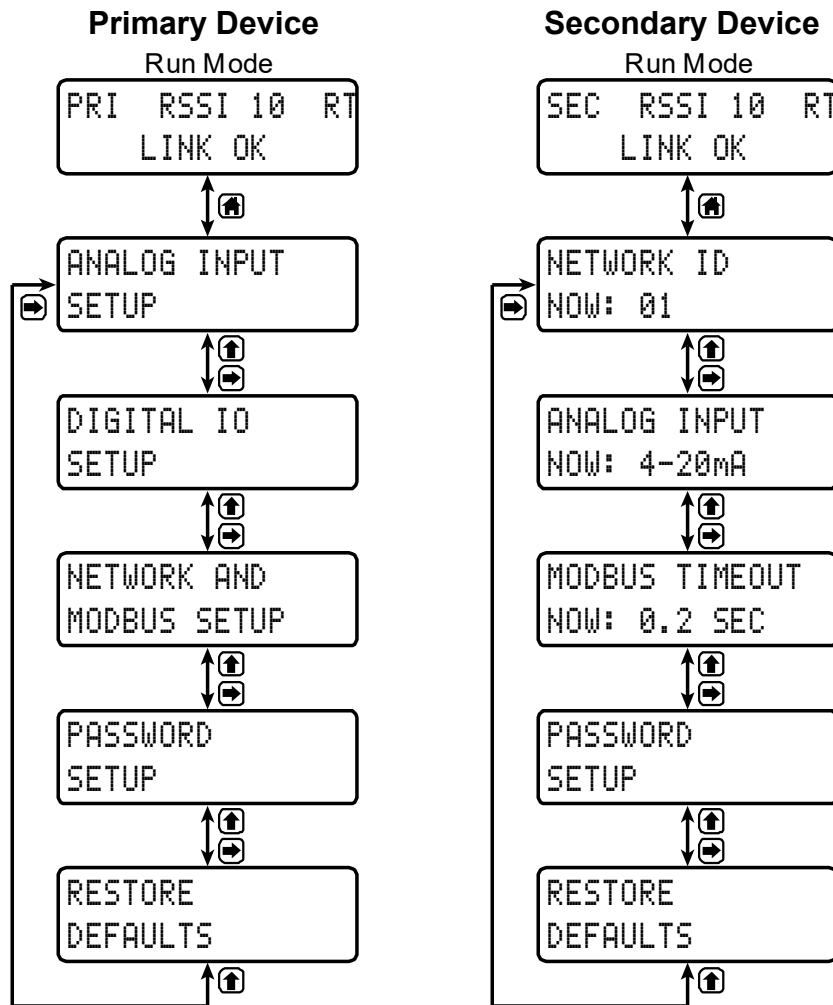 Primary Device
Run Mode
PRI RSSI 10 RT
LINK OK
ANALOG INPUT
SETUP
DIGITAL IO
SETUP
NETWORK AND
MODBUS SETUP
PASSWORD
SETUP
RESTORE
DEFAULTS
Secondary Device
Run Mode
SEC RSSI 10 RT
LINK OK
NETWORK ID
NOW: 01
ANALOG INPUT
NOW: 4-20mA
MODBUS TIMEOUT
NOW: 0.2 SEC
PASSWORD
SETUP
RESTORE
DEFAULTS